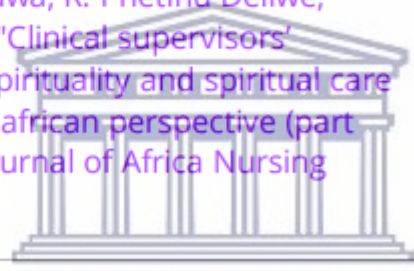 wa, R. Phetlhu Deliwe,
"Clinical supervisors'
pirituality and spiritual care
african perspective (part
urnal of Africa Nursing